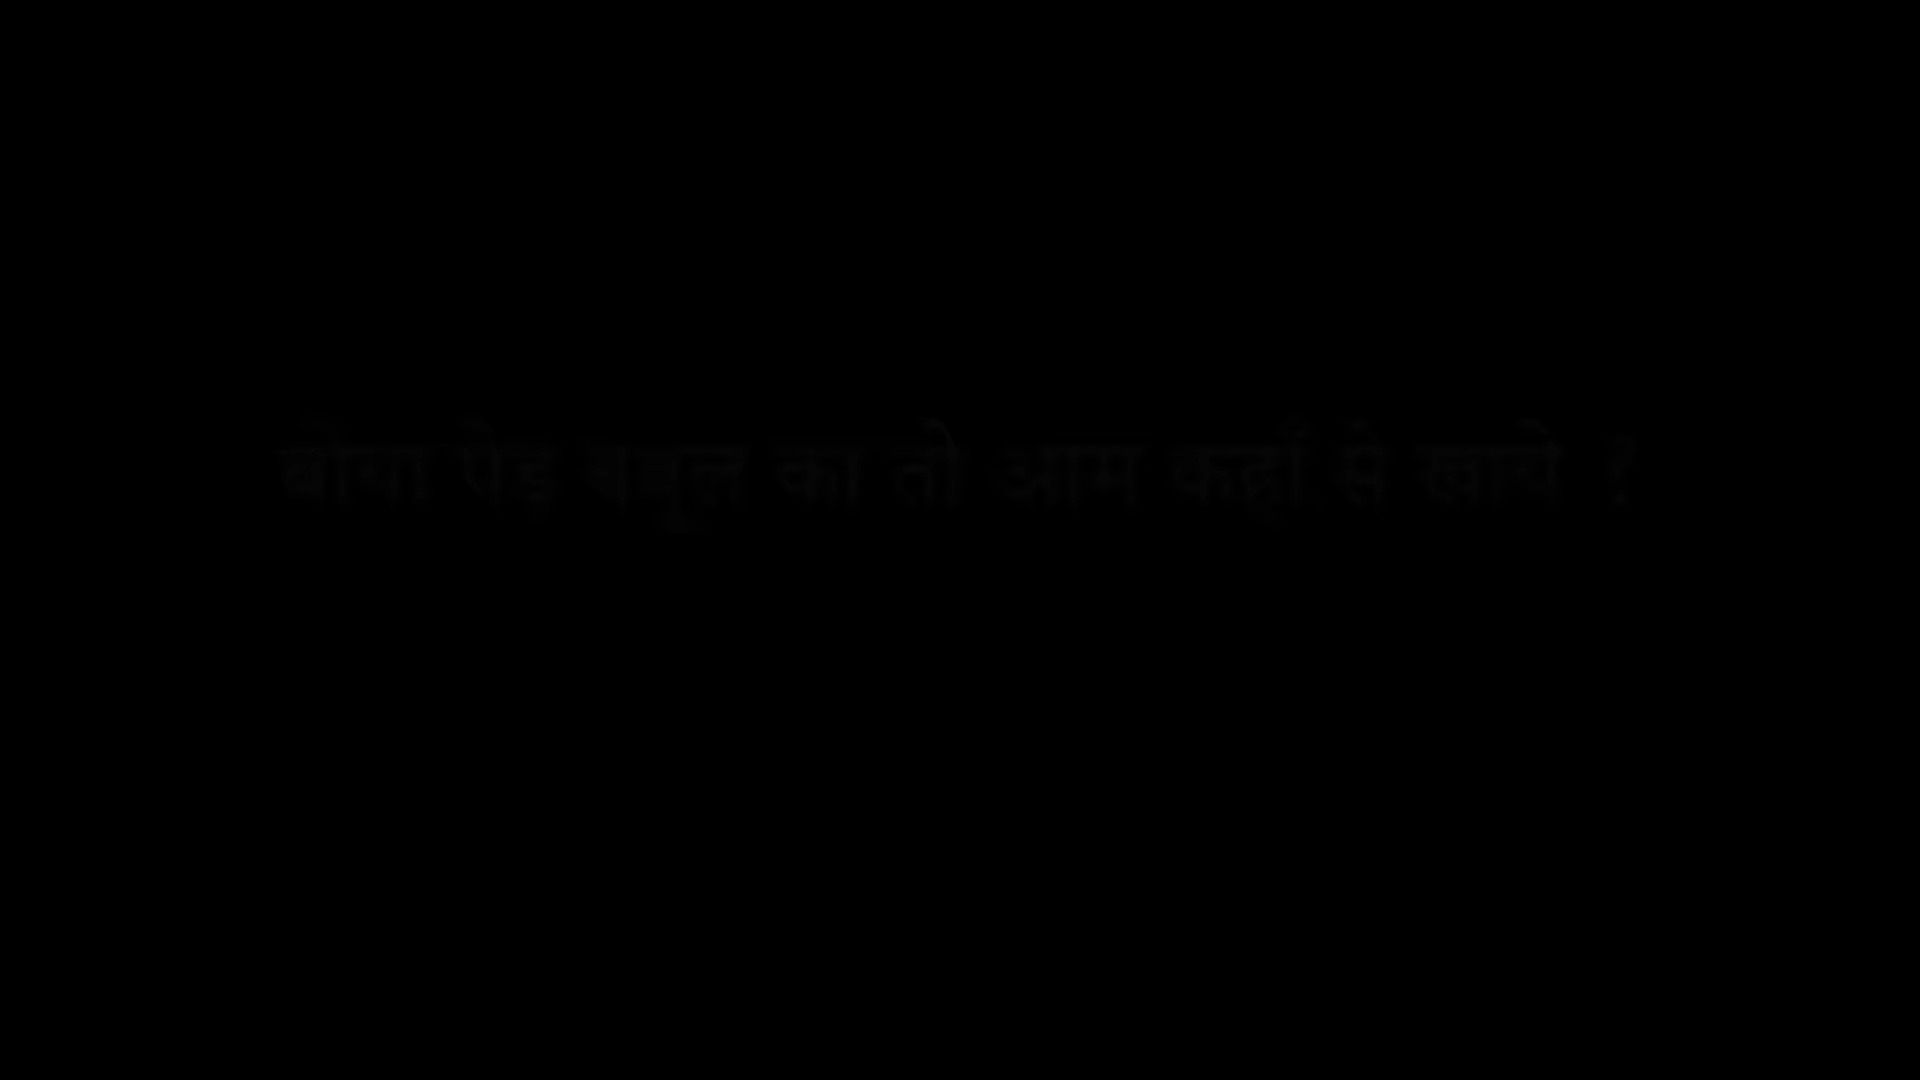 बोया पेड़ बबूल का तो आम कहाँ से खाये ?